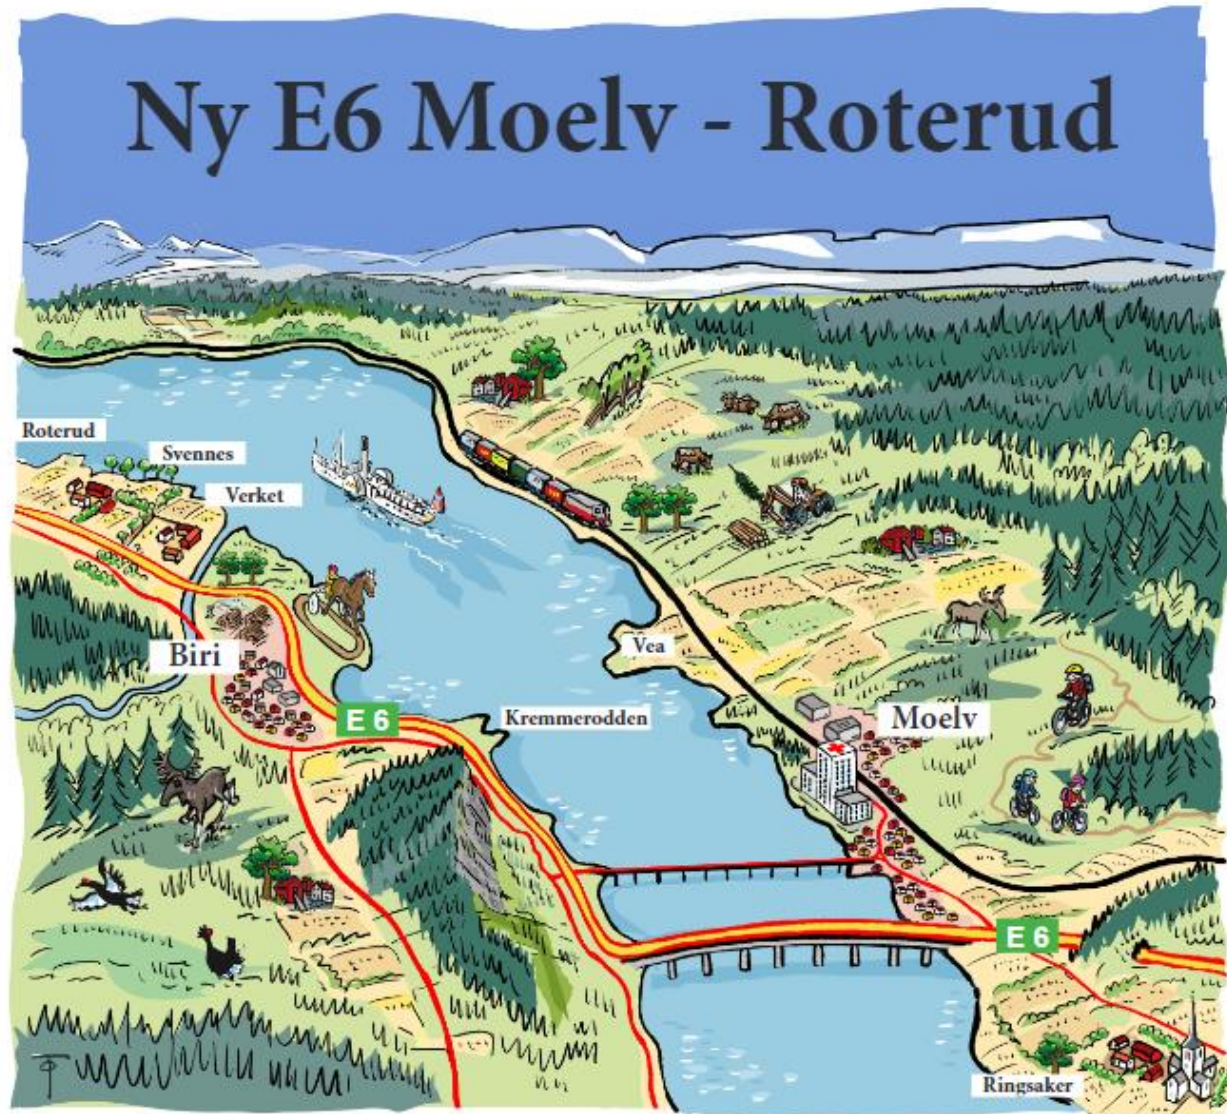 Ny E6 Moelv - Roterud
Roterud
Svennes
Verket
Biri
Vea
E 6
Kremmerodden
Moelv
E 6
Ringsaker